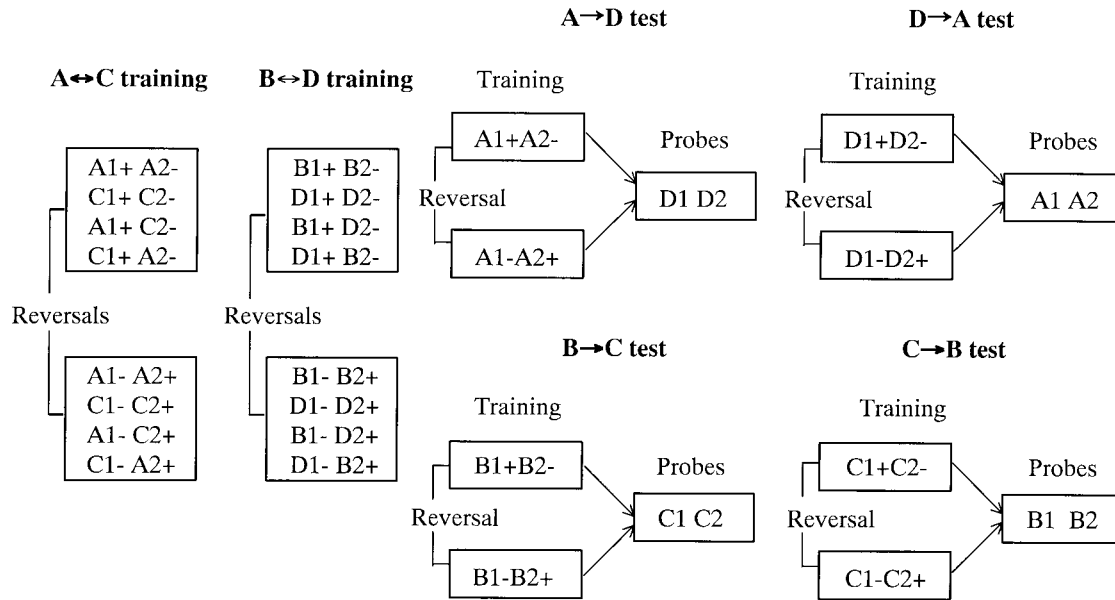 A↔C training
A1+ A2-
C1+ C2-
A1+ C2-
C1+ A2-
Reversals
A1- A2+
C1- C2+
A1- C2+
C1- A2+
B↔D training
B1+ B2-
D1+ D2-
B1+ D2-
D1+ B2-
Reversals
B1- B2+
D1- D2+
B1- D2+
D1- B2+
A→D test
Training
A1+A2-
Reversal
A1-A2+
Probes
D1 D2
D→A test
Training
D1+D2-
Reversal
D1-D2+
Probes
A1 A2
B→C test
Training
B1+B2-
Reversal
B1-B2+
Probes
C1 C2
C→B test
Training
C1+C2-
Reversal
C1-C2+
Probes
B1 B2